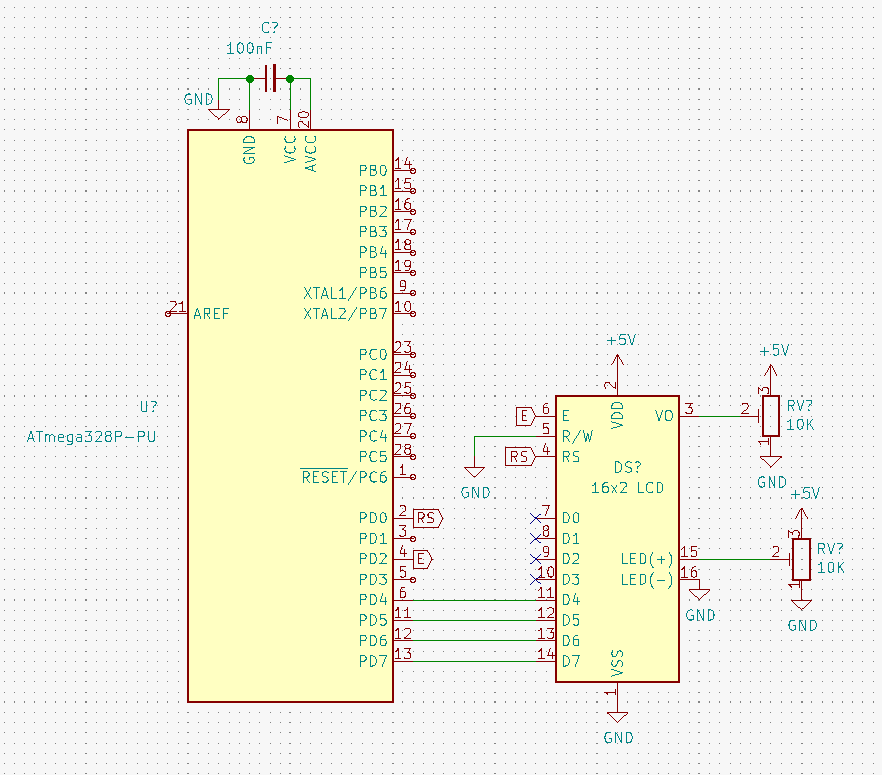 C?
100nF
GND
8
7
20
GND
VCC
AVCC
PB0 14
PB1 15
PB2 16
PB3 17
PB4 18
PB5 19
XTAL1/PB6 9
21 AREF
XTAL2/PB7 10
PC0 23
PC1 24
PC2 25
PC3 26
PC4 27
PC5 28
RESET/PC6 1
U?
ATmega328P-PU
PD0 2 RS
PD1 3
PD2 4 E
PD3 5
PD4 6
PD5 11
PD6 12
PD7 13
+5V
2
VDD
E 6 E
5 R/W
RS 4 RS
GND
DS?
16x2 LCD
7 D0
8 D1
9 D2
10 D3
11 D4
12 D5
13 D6
14 D7
VO 3
LED(+) 15
LED(-) 16
GND
VSS
1
GND
+5V
3
2
RV?
10K
1
GND
+5V
3
2
RV?
10K
1
GND